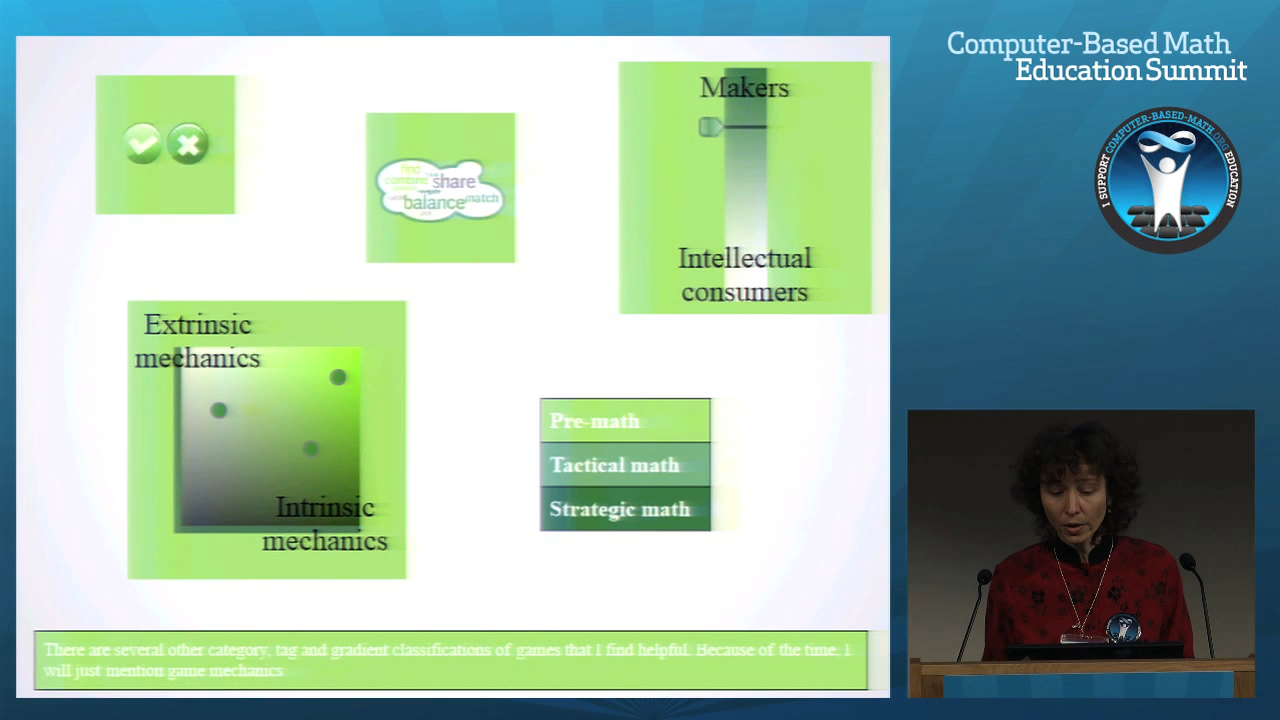 Computer-Based Math
Education Summit
I SUPPORT COMPUTER-BASED-MATH.ORG EDUCATION
Makers
Intellectual
consumers
find
combine
share
balance
match
Extrinsic
mechanics
Intrinsic
mechanics
Pre-math
Tactical math
Strategic math
There are several other category, tag and gradient classifications of games that I find helpful. Because of the time, I
will just mention game mechanics